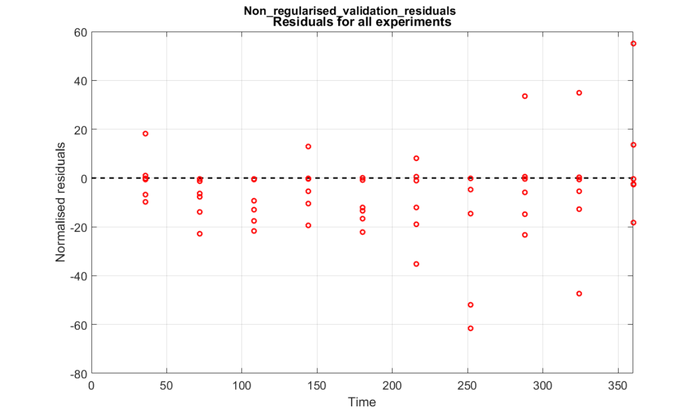 Non_regularised_validation_residuals
Residuals for all experiments
Normalised residuals
60
40
20
0
-20
-40
-60
-80
0 50 100 150 200 250 300 350
Time